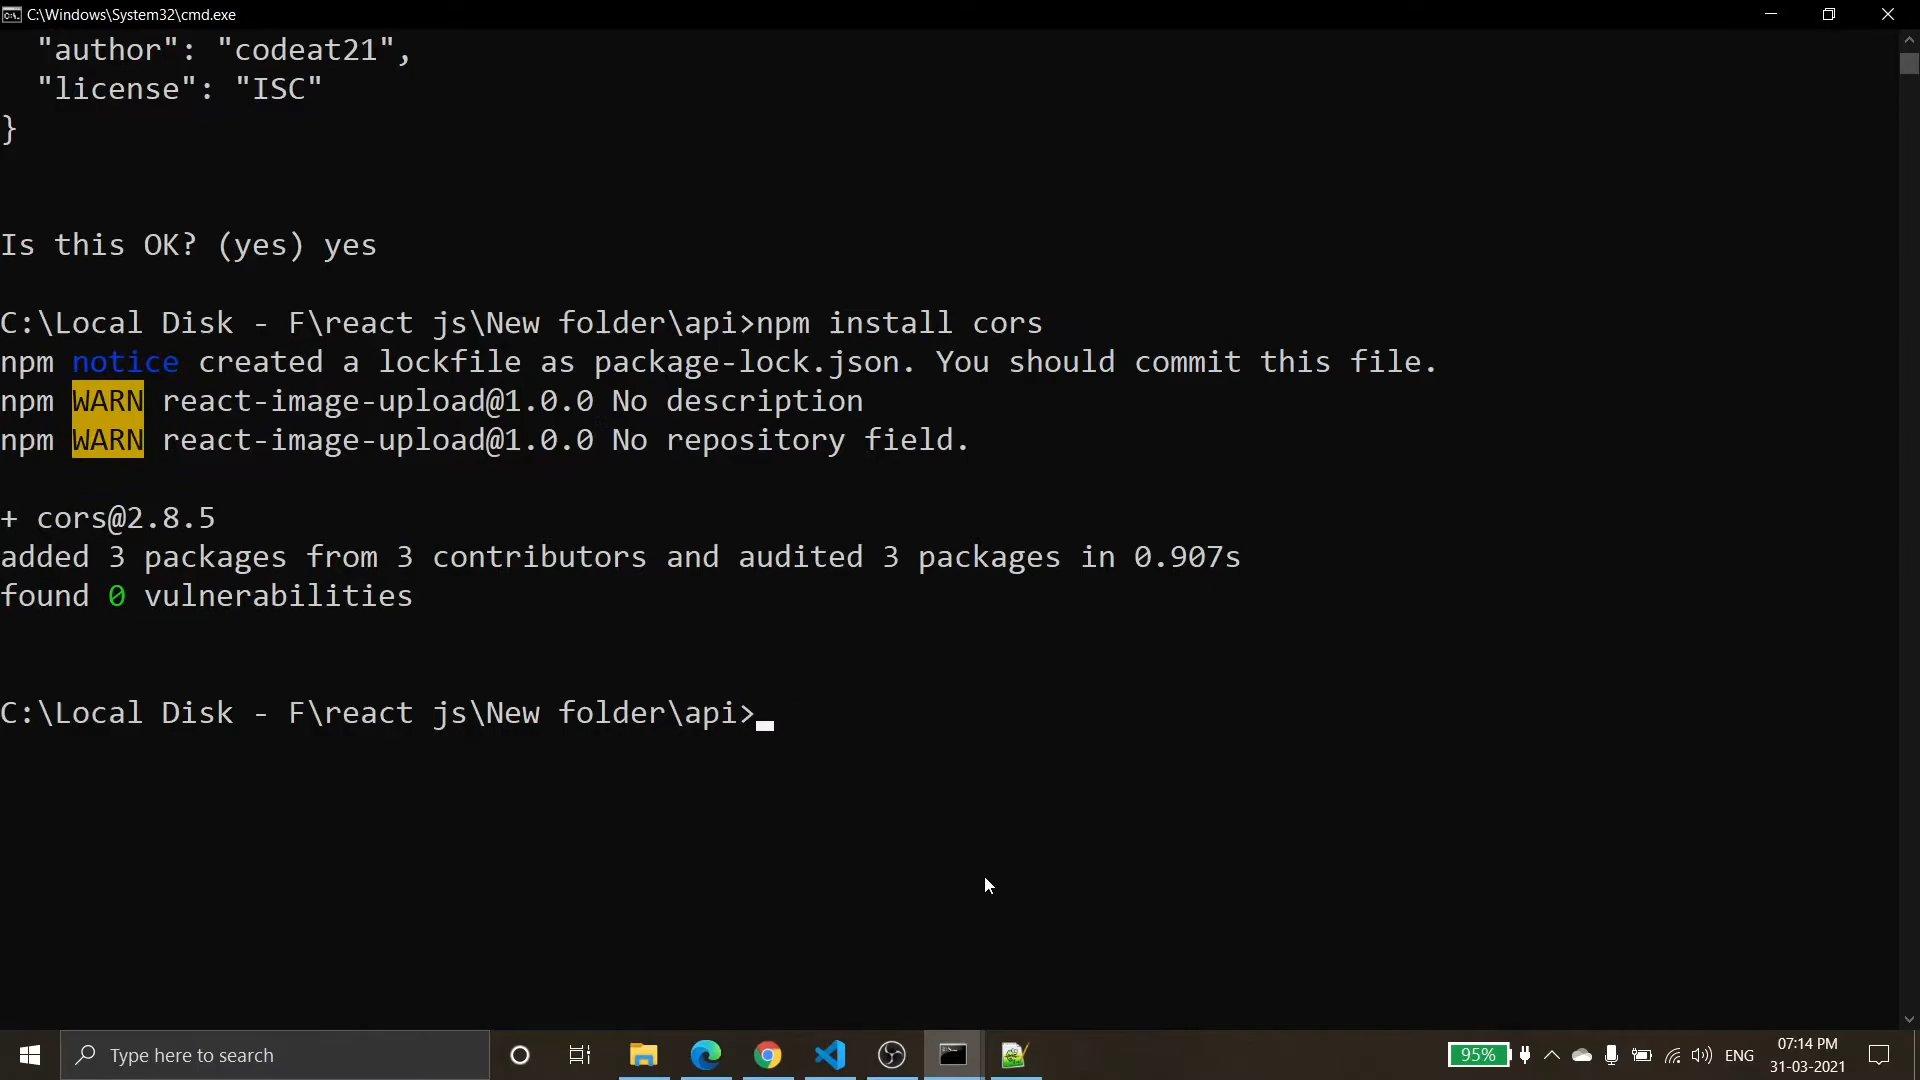 C:\Windows\System32\cmd.exe
"author": "codeat21",
"license": "ISC"
}
Is this OK? (yes) yes
C:\Local Disk - F\react js\New folder\api>npm install cors
npm notice created a lockfile as package-lock.json. You should commit this file.
npm WARN react-image-upload@1.0.0 No description
npm WARN react-image-upload@1.0.0 No repository field.
+ cors@2.8.5
added 3 packages from 3 contributors and audited 3 packages in 0.907s
found 0 vulnerabilities
C:\Local Disk - F\react js\New folder\api>
Type here to search
95%
ENG
07:14 PM
31-03-2021